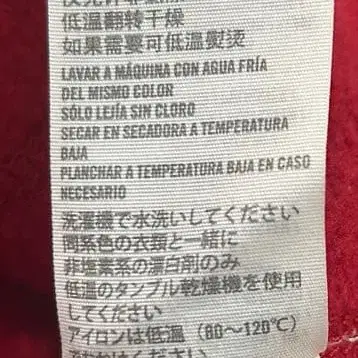 低温翻转干燥
如果需要可低温熨烫
LAVAR A MÁQUINA CON AGUA FRÍA
DEL MISMO COLOR
SÓLO LEJÍA SIN CLORO
SECAR EN SECADORA A TEMPERATURA
BAJA
PLANCHAR A TEMPERATURA BAJA EN CASO
NECESARIO
洗濯機で水洗いしてください
同系色の衣類と一緒に
非塩素系の漂白剤のみ
低温のタンブル乾燥機を使用
してください
アイロンは低温（80～120℃）